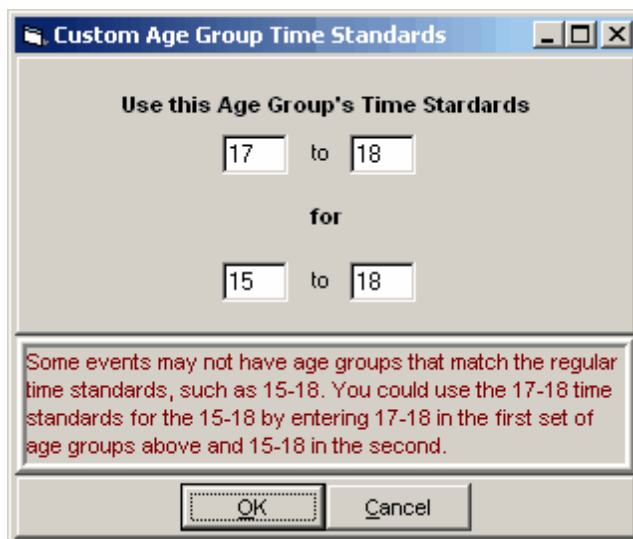 Custom Age Group Time Standards
Use this Age Group's Time Stardards
17 to 18
for
15 to 18
Some events may not have age groups that match the regular
time standards, such as 15-18. You could use the 17-18 time
standards for the 15-18 by entering 17-18 in the first set of
age groups above and 15-18 in the second.
OK Cancel